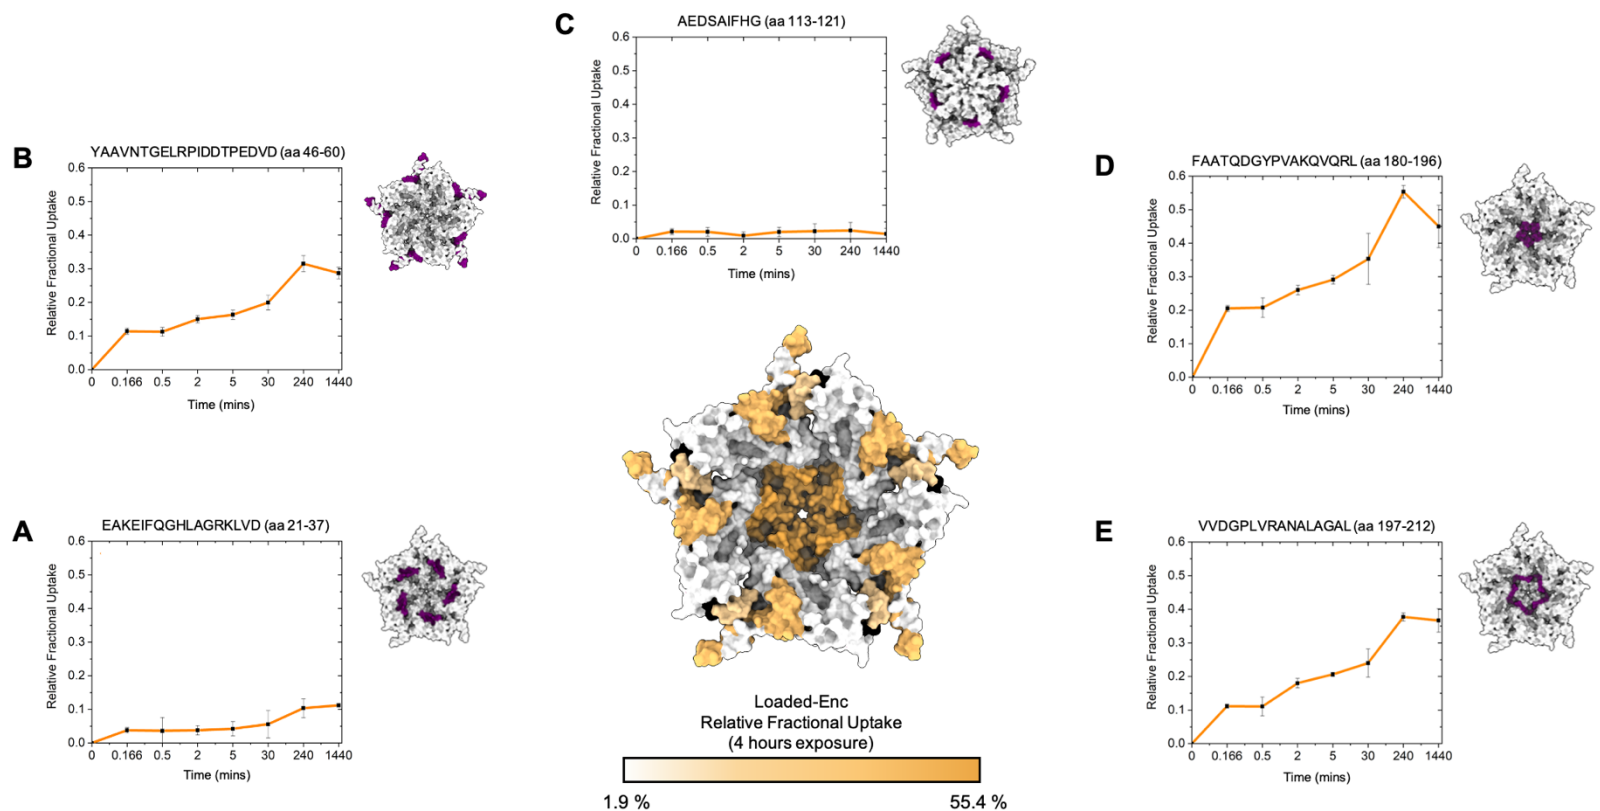 C
AEDSAIFHG (aa 113-121)
Relative Fractional Uptake
0.6
0.5
0.4
0.3
0.2
0.1
0.0
0 0.166 0.5 2 5 30 240 1440
Time (mins)
B
YAAVNTGELRPIDDTPEDVD (aa 46-60)
Relative Fractional Uptake
0.6
0.5
0.4
0.3
0.2
0.1
0.0
0 0.166 0.5 2 5 30 240 1440
Time (mins)
D
FAATQDGYPVAKQVQRL (aa 180-196)
Relative Fractional Uptake
0.6
0.5
0.4
0.3
0.2
0.1
0.0
0 0.166 0.5 2 5 30 240 1440
Time (mins)
A
EAKEIFQGHLAGRKLVD (aa 21-37)
Relative Fractional Uptake
0.6
0.5
0.4
0.3
0.2
0.1
0.0
0 0.166 0.5 2 5 30 240 1440
Time (mins)
E
VVDGPLVRANALAGAL (aa 197-212)
Relative Fractional Uptake
0.6
0.5
0.4
0.3
0.2
0.1
0.0
0 0.166 0.5 2 5 30 240 1440
Time (mins)
Loaded-Enc
Relative Fractional Uptake
(4 hours exposure)
1.9 % 55.4 %